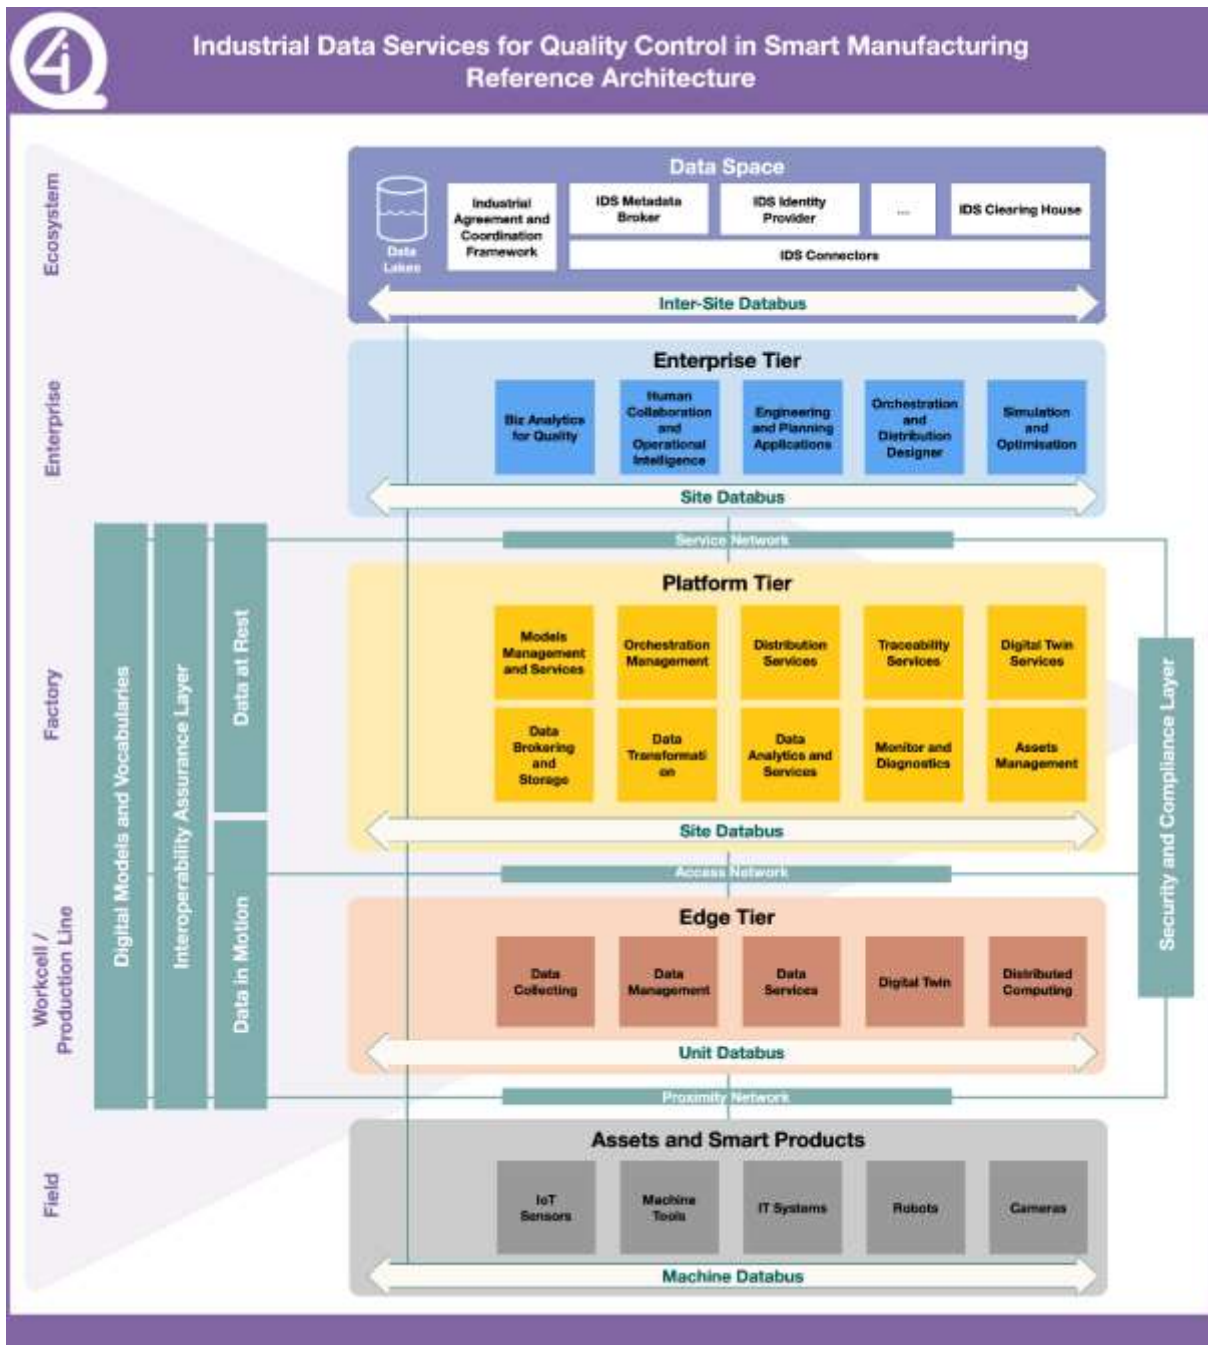 i4Q
Industrial Data Services for Quality Control in Smart Manufacturing
Reference Architecture
Ecosystem
Data Space
Data
Lakes
Industrial
Agreement and
Coordination
Framework
IDS Metadata
Broker
IDS Identity
Provider
...
IDS Clearing House
IDS Connectors
Inter-Site Databus
Enterprise
Enterprise Tier
Biz Analytics
for Quality
Human
Collaboration
and
Operational
Intelligence
Engineering
and Planning
Applications
Orchestration
and
Distribution
Designer
Simulation
and
Optimisation
Site Databus
Service Network
Digital Models and Vocabularies
Interoperability Assurance Layer
Data at Rest
Data in Motion
Security and Compliance Layer
Factory
Platform Tier
Models
Management
and Services
Orchestration
Management
Distribution
Services
Traceability
Services
Digital Twin
Services
Data
Brokering
and
Storage
Data
Transformati
on
Data
Analytics and
Services
Monitor and
Diagnostics
Assets
Management
Site Databus
Access Network
Workcell /
Production Line
Edge Tier
Data
Collecting
Data
Management
Data
Services
Digital Twin
Distributed
Computing
Unit Databus
Proximity Network
Field
Assets and Smart Products
IoT
Sensors
Machine
Tools
IT Systems
Robots
Cameras
Machine Databus